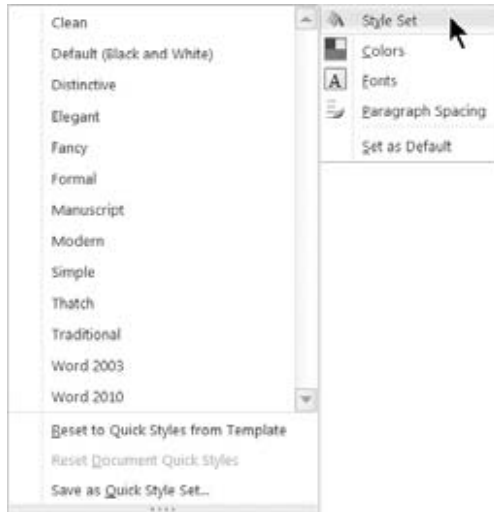 Clean
Default (Black and White)
Distinctive
Elegant
Fancy
Formal
Manuscript
Modern
Simple
Thatch
Traditional
Word 2003
Word 2010
Reset to Quick Styles from Template
Reset Document Quick Styles
Save as Quick Style Set...
Style Set
Colors
A Fonts
Paragraph Spacing
Set as Default